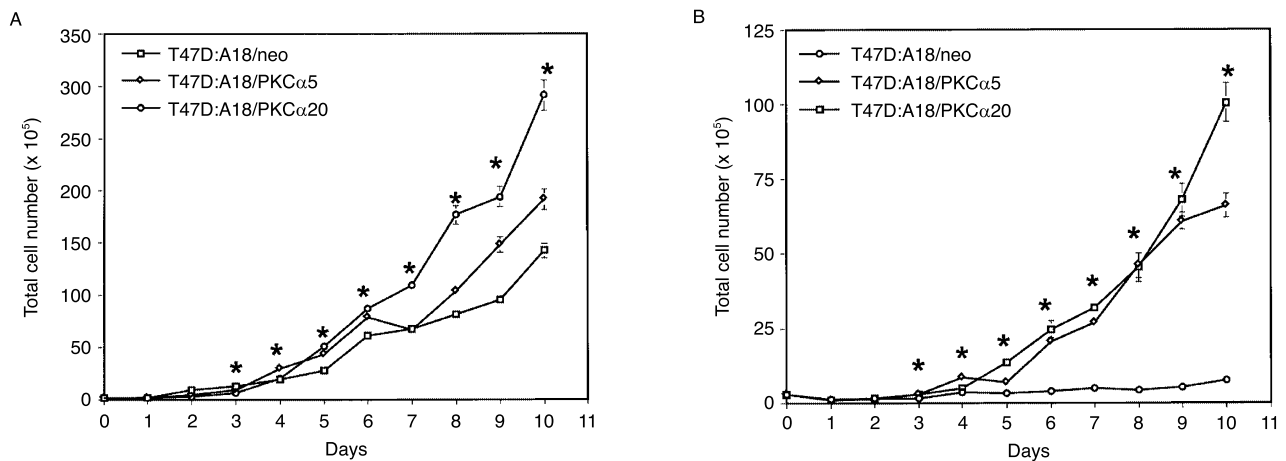 A
350
300
250
200
150
100
50
0
Total cell number (x 10⁵)
T47D:A18/neo
T47D:A18/PKCα5
T47D:A18/PKCα20
* * * * * * * *
0 1 2 3 4 5 6 7 8 9 10 11
Days
B
125
100
75
50
25
0
Total cell number (x 10⁵)
T47D:A18/neo
T47D:A18/PKCα5
T47D:A18/PKCα20
* * * * * * * *
0 1 2 3 4 5 6 7 8 9 10 11
Days